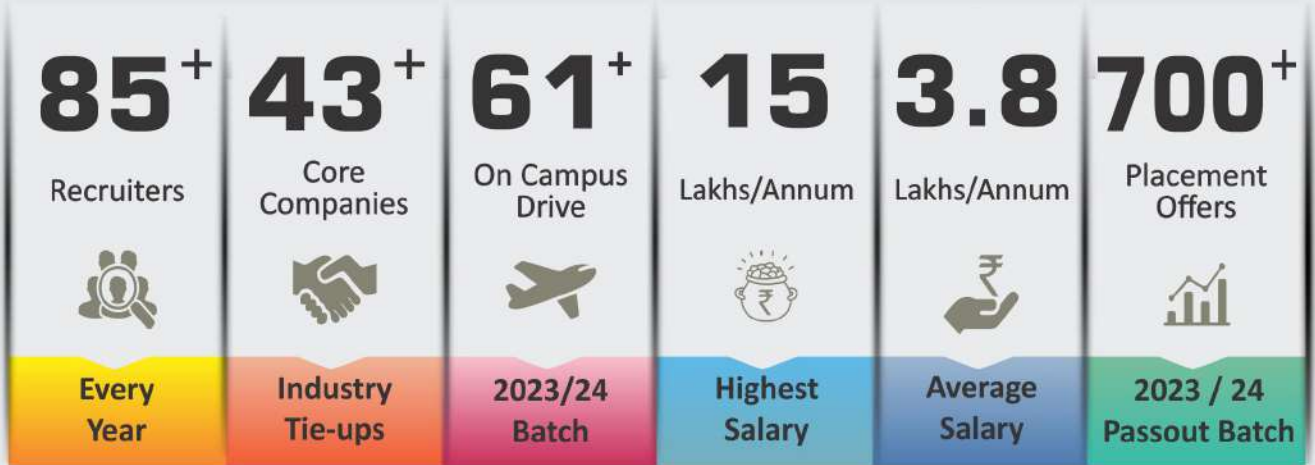 85+
Recruiters
Every
Year
43+
Core
Companies
Industry
Tie-ups
61+
On Campus
Drive
2023/24
Batch
15
Lakhs/Annum
₹
Highest
Salary
3.8
Lakhs/Annum
₹
Average
Salary
700+
Placement
Offers
2023 / 24
Passout Batch